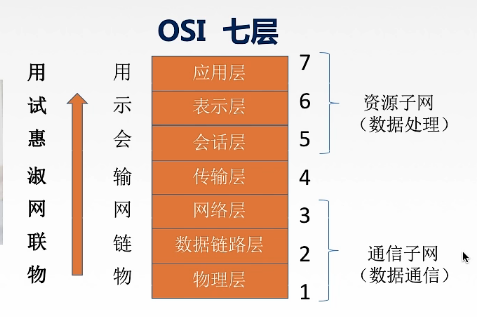 OSI 七层
用 用 应用层 7
试 示 表示层 6 资源子网
（数据处理）
惠 会 会话层 5
淑 输 传输层 4
网 网 网络层 3
联 链 数据链路层 2 通信子网
（数据通信）
物 物 物理层 1